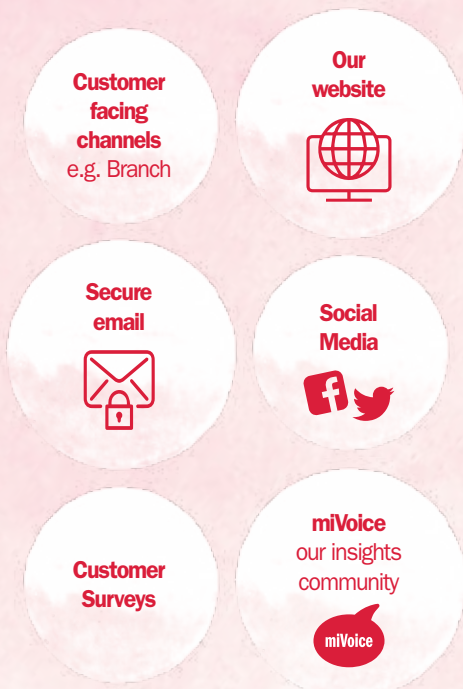 Customer
facing
channels
e.g. Branch
Our
website
Secure
email
Social
Media
Customer
Surveys
miVoice
our insights
community
miVoice